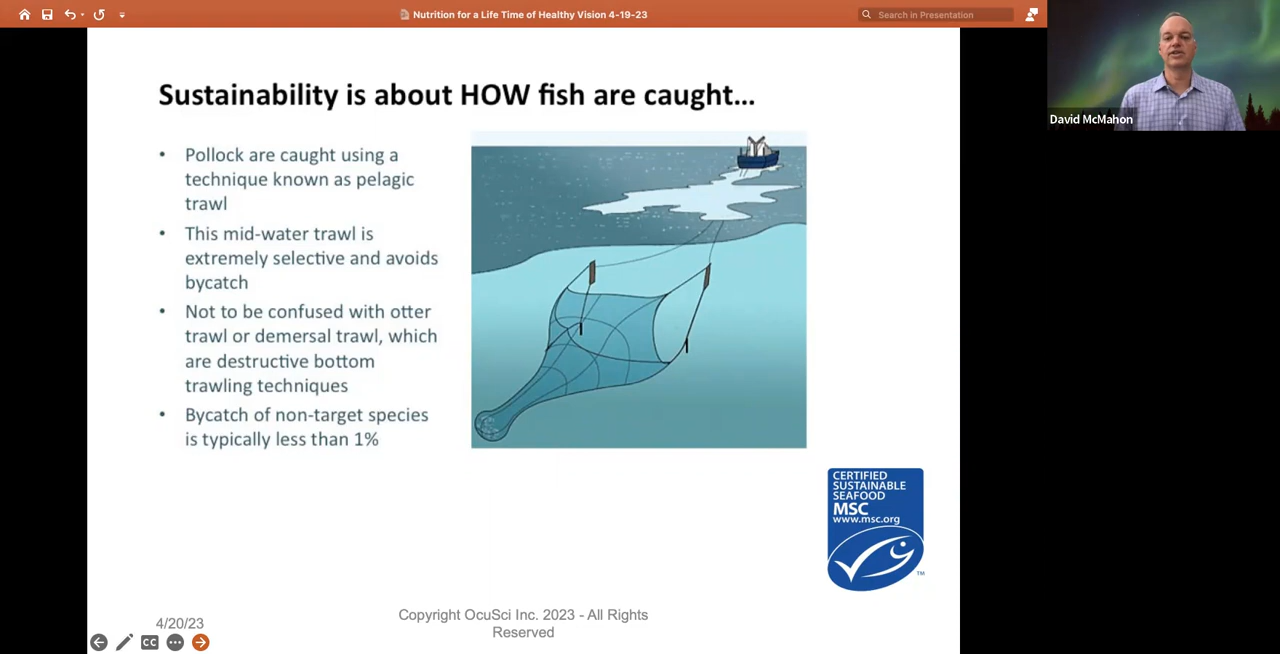 Nutrition for a Life Time of Healthy Vision 4-19-23
Search in Presentation
David McMahon
Sustainability is about HOW fish are caught...
• Pollock are caught using a
technique known as pelagic
trawl
• This mid-water trawl is
extremely selective and avoids
bycatch
• Not to be confused with otter
trawl or demersal trawl, which
are destructive bottom
trawling techniques
• Bycatch of non-target species
is typically less than 1%
CERTIFIED
SUSTAINABLE
SEAFOOD
MSC
www.msc.org
TM
Copyright OcuSci Inc. 2023 - All Rights
Reserved
4/20/23
CC